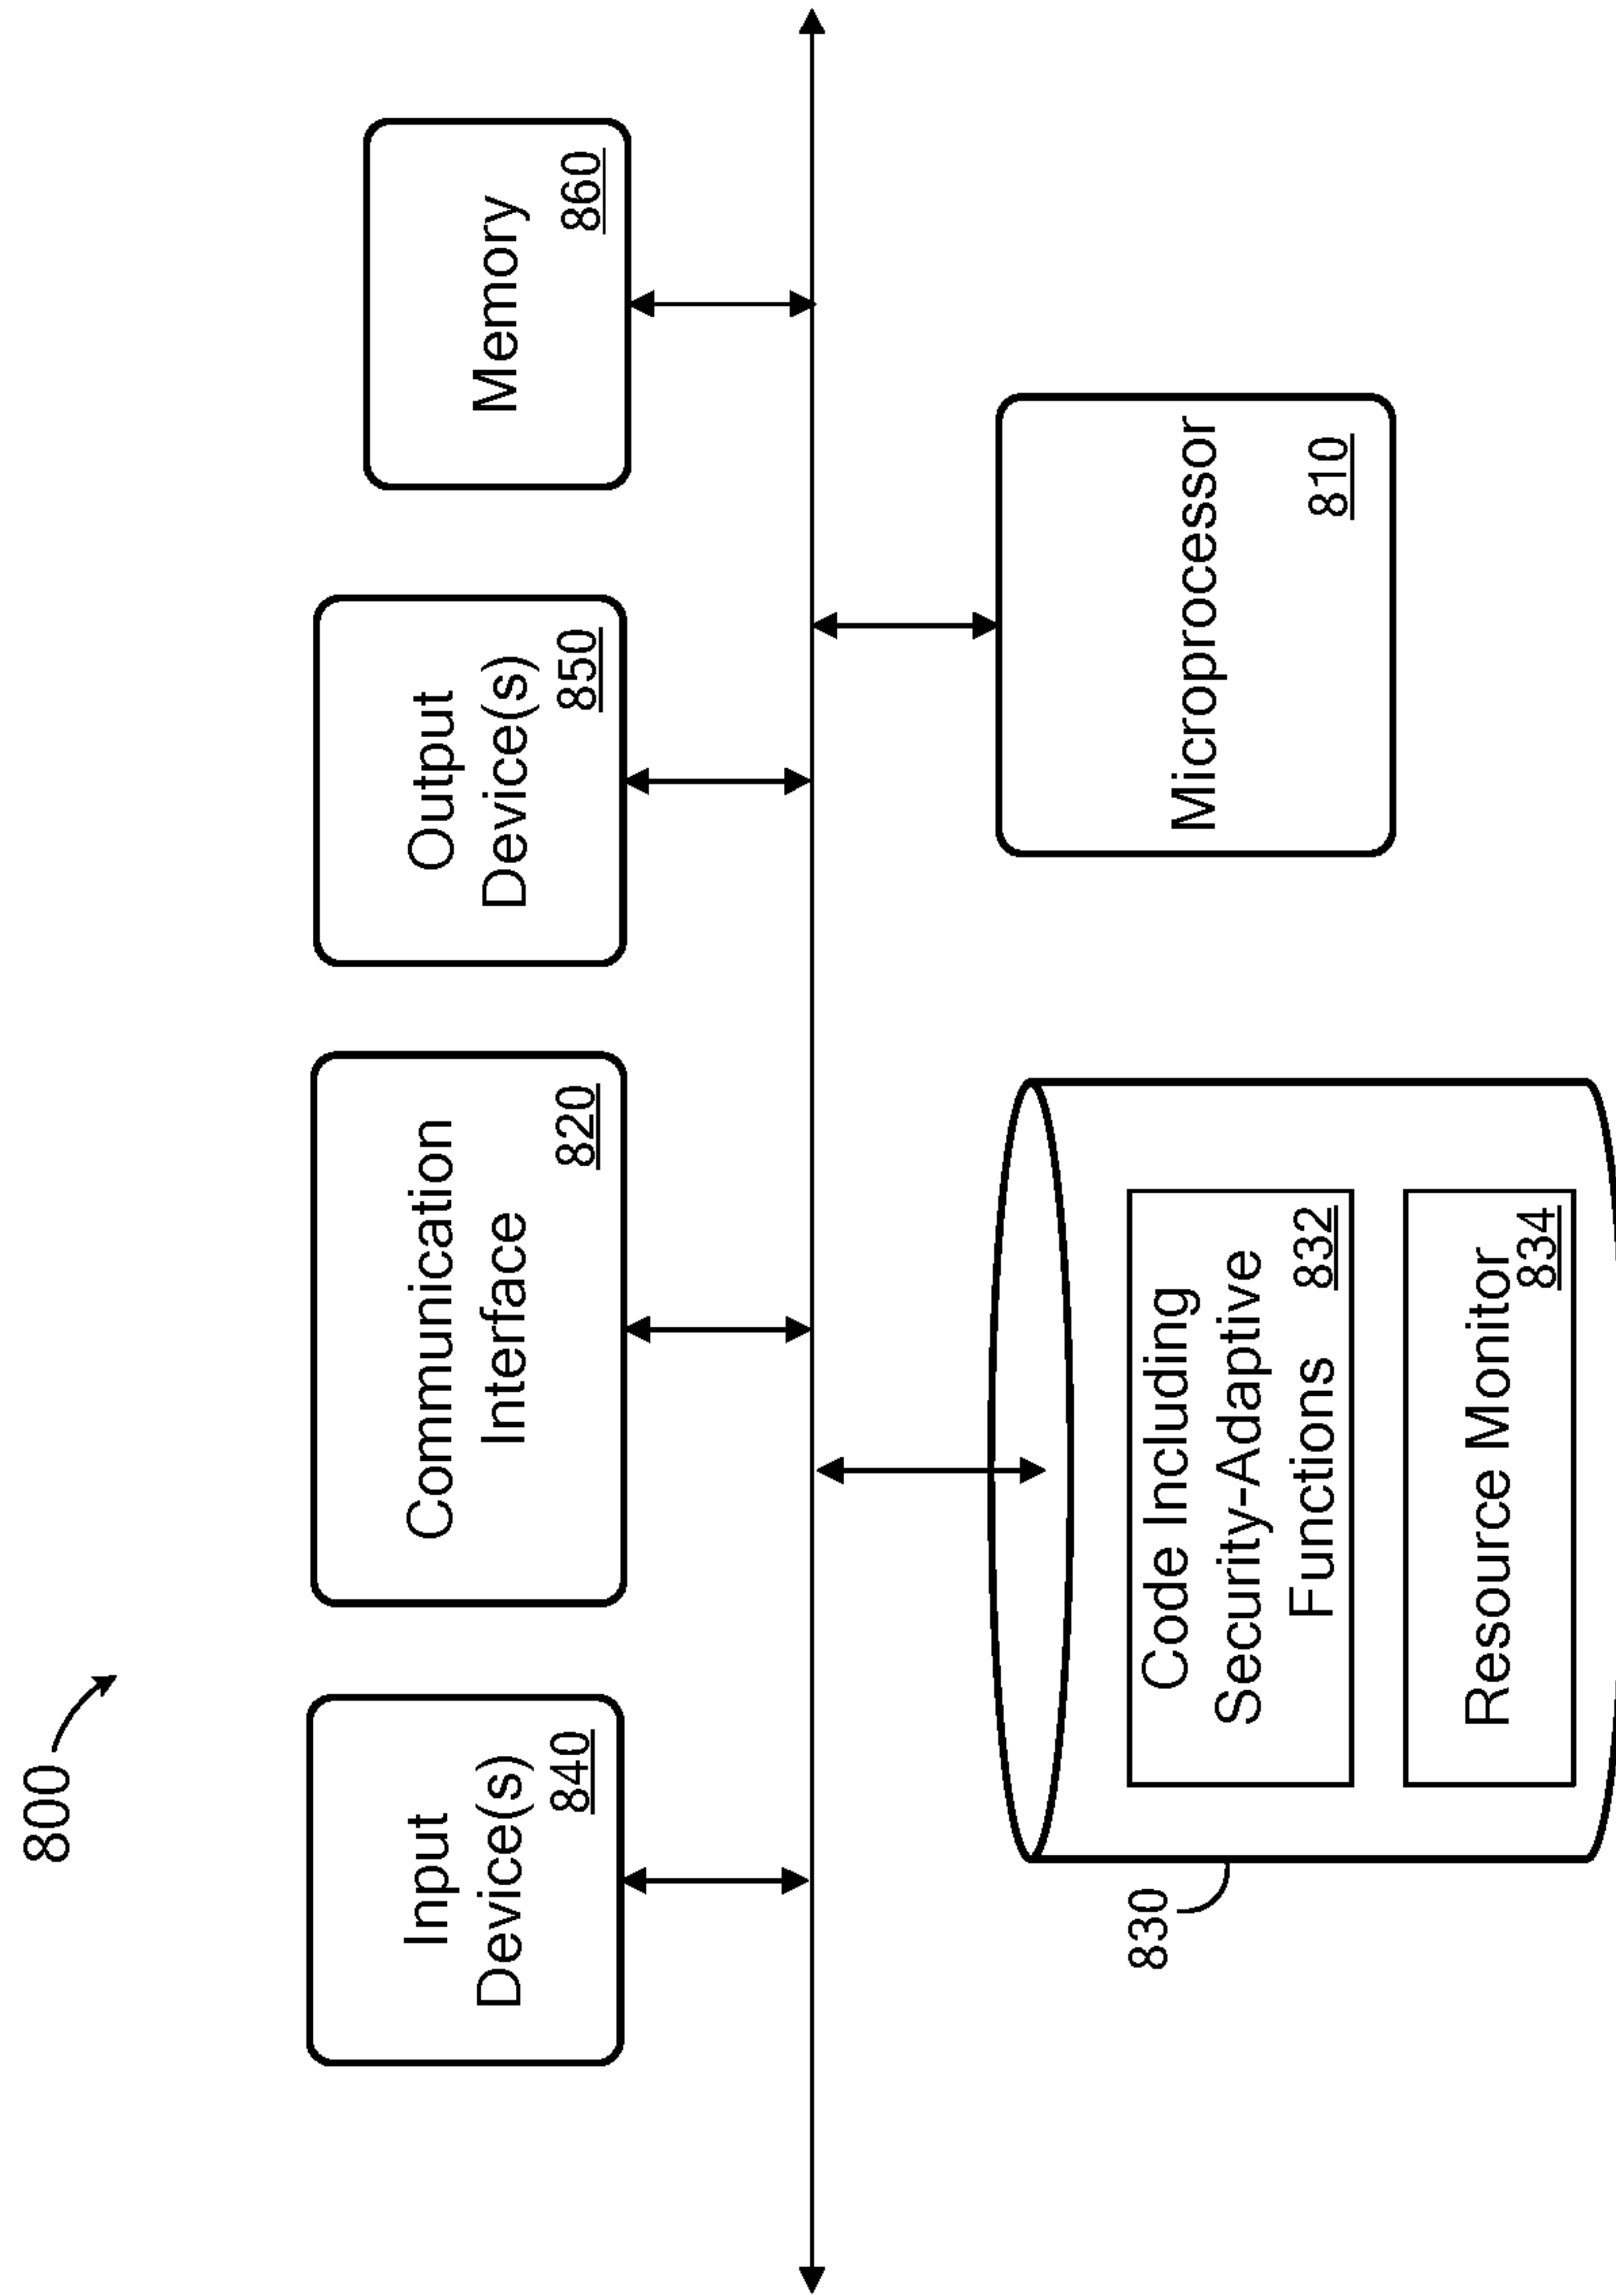 800
Input
Device(s)
840
Communication
Interface
820
Output
Device(s)
850
Memory
860
830
Code Including
Security-Adaptive
Functions 832
Resource Monitor
834
Microprocessor
810